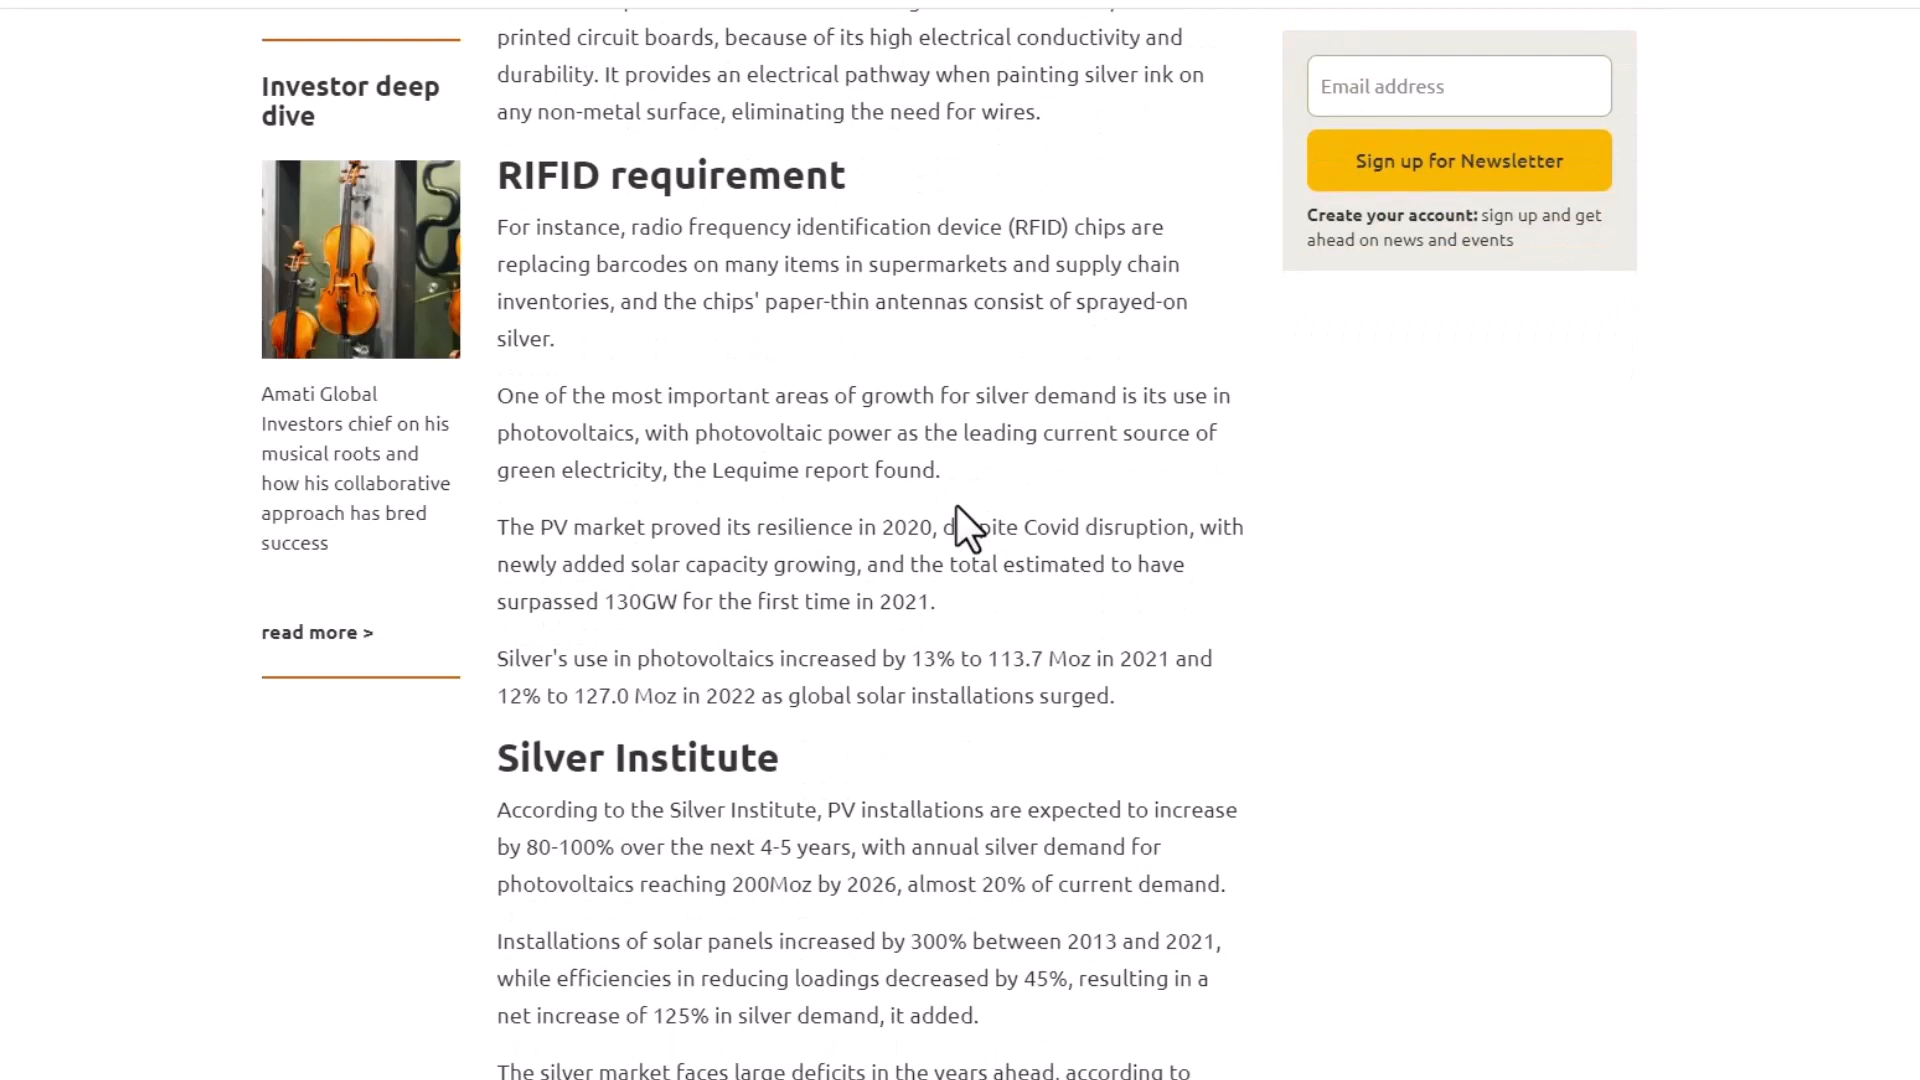 Investor deep
dive
Amati Global
Investors chief on his
musical roots and
how his collaborative
approach has bred
success
read more >
printed circuit boards, because of its high electrical conductivity and
durability. It provides an electrical pathway when painting silver ink on
any non-metal surface, eliminating the need for wires.
RIFID requirement
For instance, radio frequency identification device (RFID) chips are
replacing barcodes on many items in supermarkets and supply chain
inventories, and the chips' paper-thin antennas consist of sprayed-on
silver.
One of the most important areas of growth for silver demand is its use in
photovoltaics, with photovoltaic power as the leading current source of
green electricity, the Lequime report found.
The PV market proved its resilience in 2020, despite Covid disruption, with
newly added solar capacity growing, and the total estimated to have
surpassed 130GW for the first time in 2021.
Silver's use in photovoltaics increased by 13% to 113.7 Moz in 2021 and
12% to 127.0 Moz in 2022 as global solar installations surged.
Silver Institute
According to the Silver Institute, PV installations are expected to increase
by 80-100% over the next 4-5 years, with annual silver demand for
photovoltaics reaching 200Moz by 2026, almost 20% of current demand.
Installations of solar panels increased by 300% between 2013 and 2021,
while efficiencies in reducing loadings decreased by 45%, resulting in a
net increase of 125% in silver demand, it added.
The silver market faces large deficits in the years ahead, according to
Email address
Sign up for Newsletter
Create your account: sign up and get
ahead on news and events